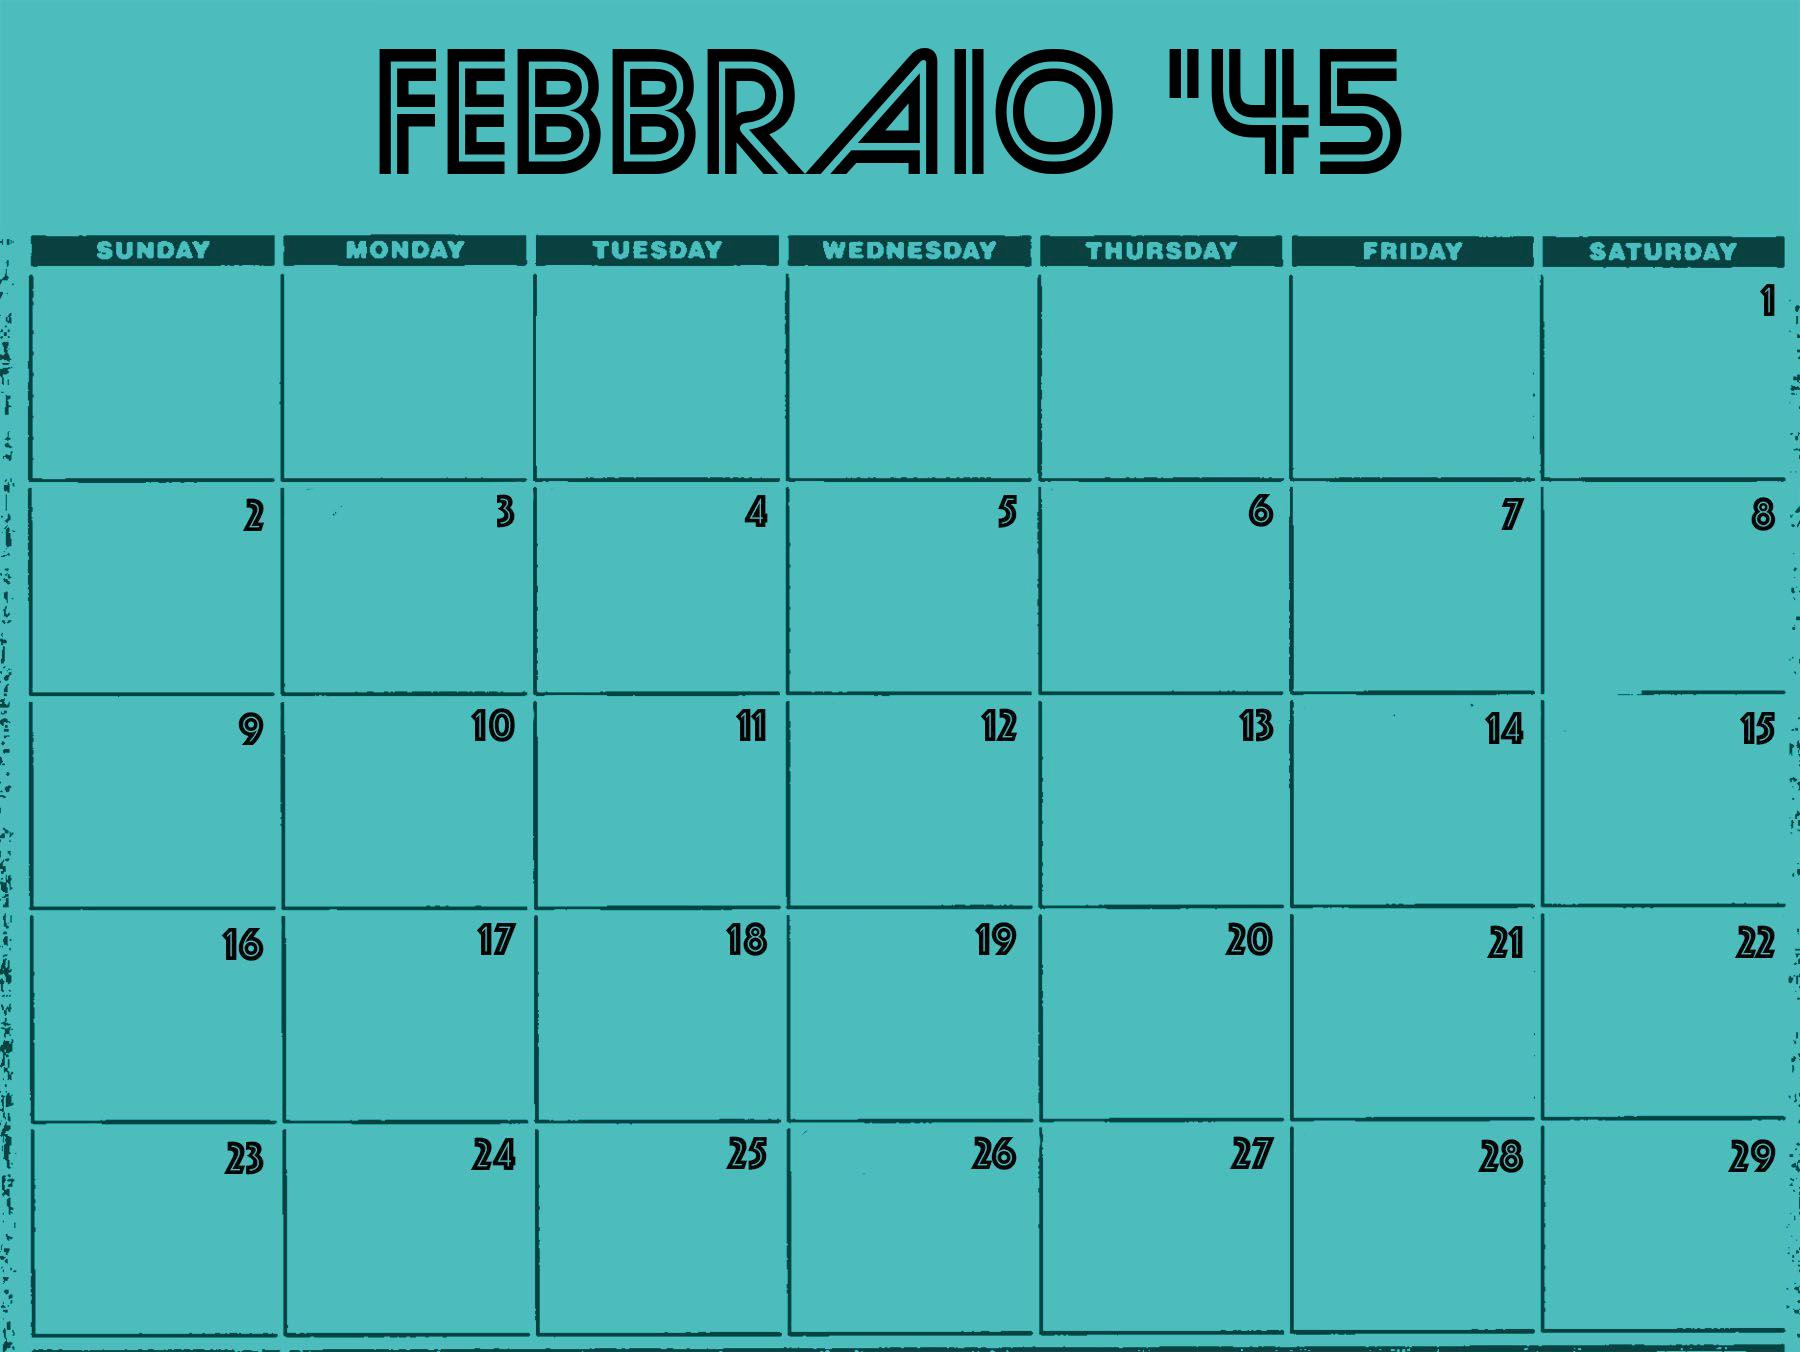 FEBBRAIO "45
SUNDAY MONDAY TUESDAY WEDNESDAY THURSDAY FRIDAY SATURDAY
1
2 3 4 5 6 7 8
9 10 11 12 13 14 15
16 17 18 19 20 21 22
23 24 25 26 27 28 29